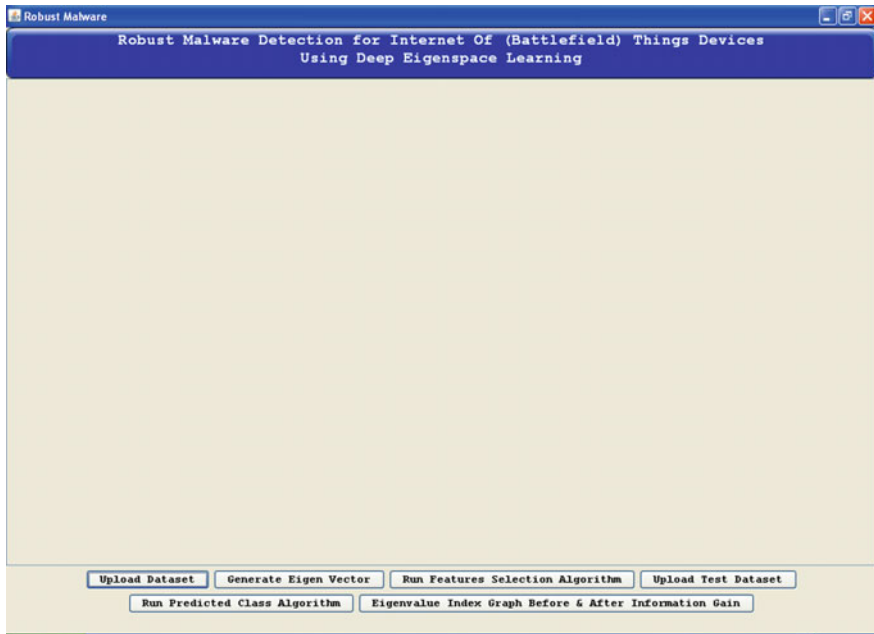 Robust Malware
Robust Malware Detection for Internet Of (Battlefield) Things Devices
Using Deep Eigenspace Learning
Upload Dataset Generate Eigen Vector Run Features Selection Algorithm Upload Test Dataset
Run Predicted Class Algorithm Eigenvalue Index Graph Before & After Information Gain